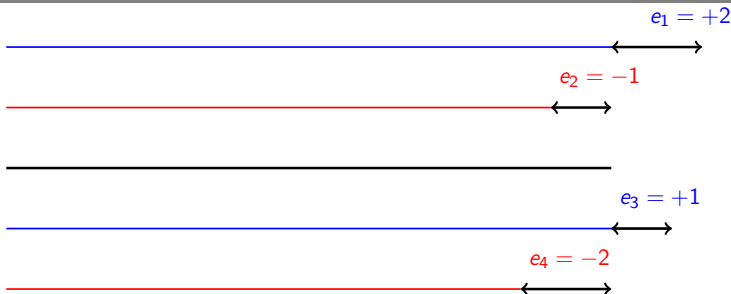 e₁ = +2
e₂ = −1
e₃ = +1
e₄ = −2